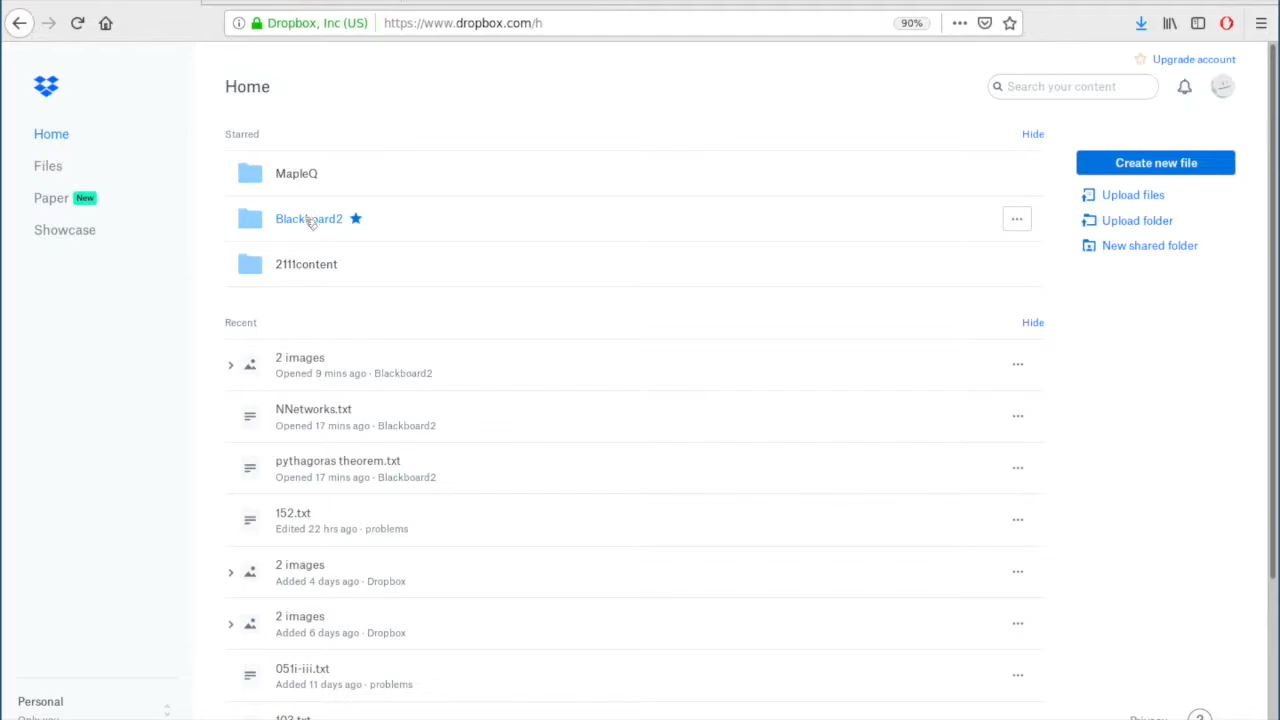 Dropbox, Inc (US) https://www.dropbox.com/h 90%
Upgrade account
Home
Search your content
Home
Files
Paper New
Showcase
Starred Hide
MapleQ
Blackboard2
2111content
Create new file
Upload files
Upload folder
New shared folder
Recent Hide
2 images
Opened 9 mins ago · Blackboard2
NNetworks.txt
Opened 17 mins ago · Blackboard2
pythagoras theorem.txt
Opened 17 mins ago · Blackboard2
152.txt
Edited 22 hrs ago · problems
2 images
Added 4 days ago · Dropbox
2 images
Added 6 days ago · Dropbox
051i-iii.txt
Added 11 days ago · problems
Personal